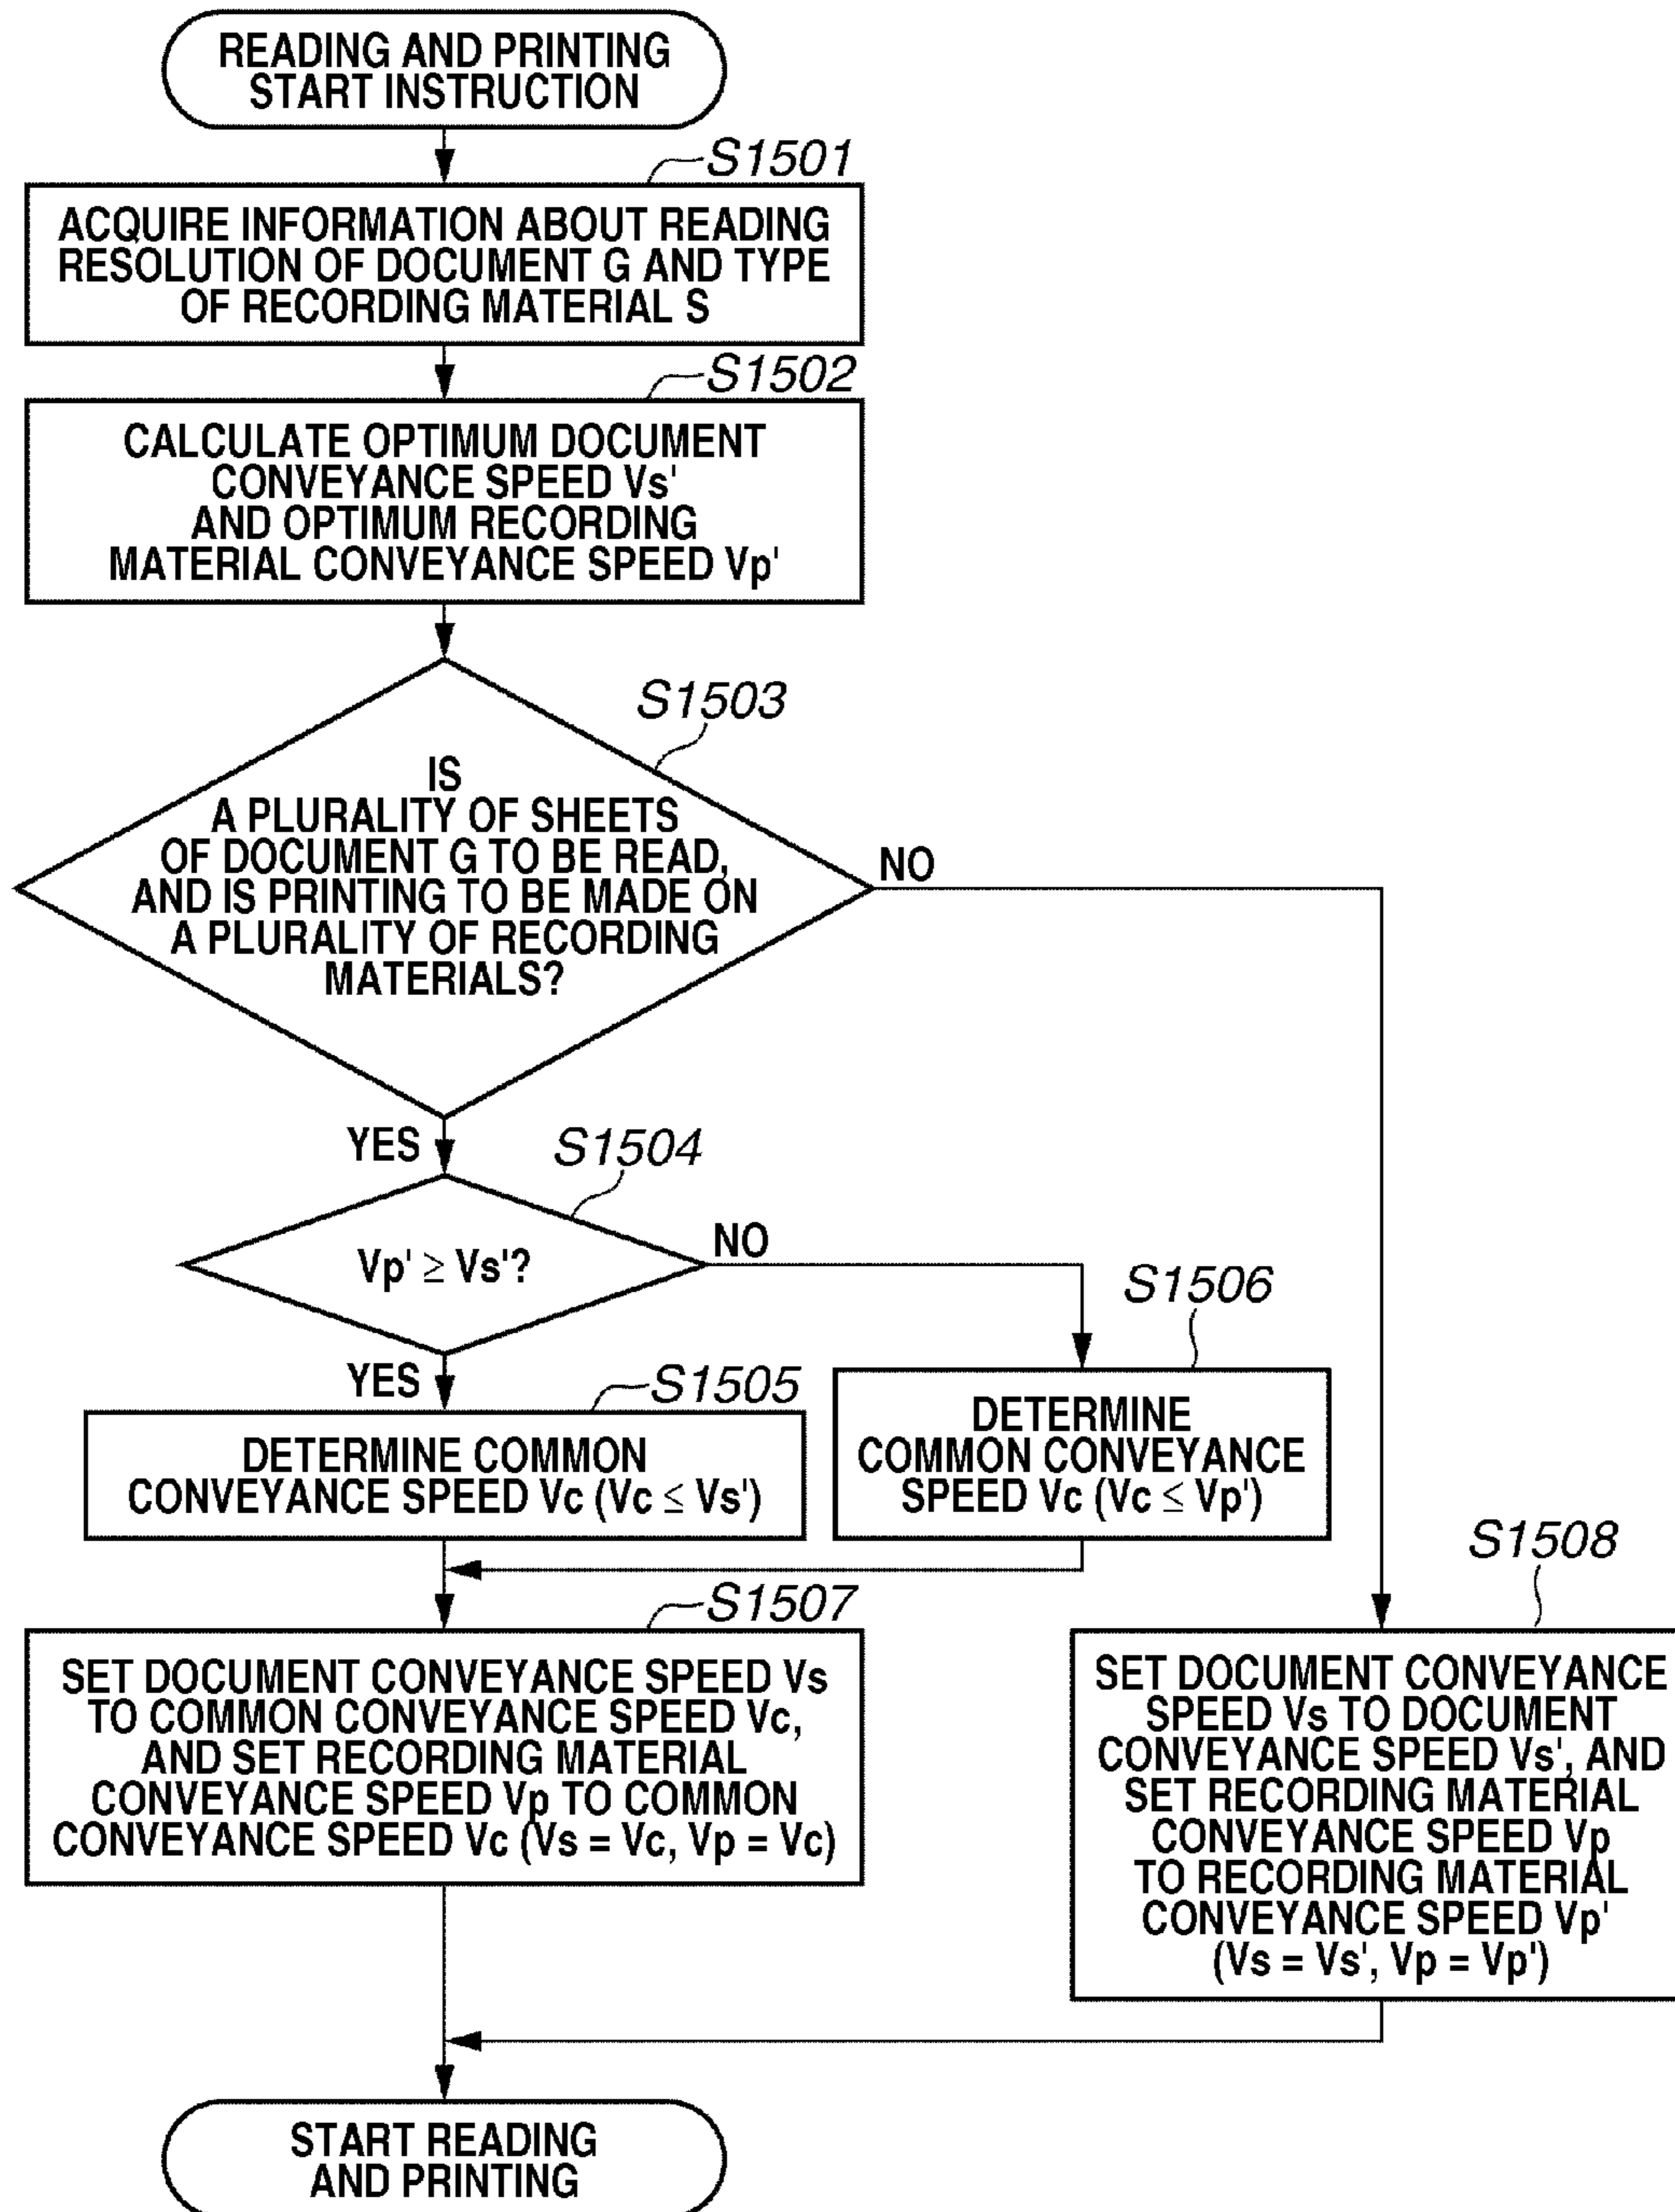 READING AND PRINTING
START INSTRUCTION
S1501
ACQUIRE INFORMATION ABOUT READING
RESOLUTION OF DOCUMENT G AND TYPE
OF RECORDING MATERIAL S
S1502
CALCULATE OPTIMUM DOCUMENT
CONVEYANCE SPEED Vs'
AND OPTIMUM RECORDING
MATERIAL CONVEYANCE SPEED Vp'
S1503
IS
A PLURALITY OF SHEETS
OF DOCUMENT G TO BE READ,
AND IS PRINTING TO BE MADE ON
A PLURALITY OF RECORDING
MATERIALS?
NO
YES
S1504
Vp' ≥ Vs'?
NO
YES
S1505
DETERMINE COMMON
CONVEYANCE SPEED Vc (Vc ≤ Vs')
S1506
DETERMINE
COMMON CONVEYANCE
SPEED Vc (Vc ≤ Vp')
S1507
SET DOCUMENT CONVEYANCE SPEED Vs
TO COMMON CONVEYANCE SPEED Vc,
AND SET RECORDING MATERIAL
CONVEYANCE SPEED Vp TO COMMON
CONVEYANCE SPEED Vc (Vs = Vc, Vp = Vc)
S1508
SET DOCUMENT CONVEYANCE
SPEED Vs TO DOCUMENT
CONVEYANCE SPEED Vs', AND
SET RECORDING MATERIAL
CONVEYANCE SPEED Vp
TO RECORDING MATERIAL
CONVEYANCE SPEED Vp'
(Vs = Vs', Vp = Vp')
START READING
AND PRINTING